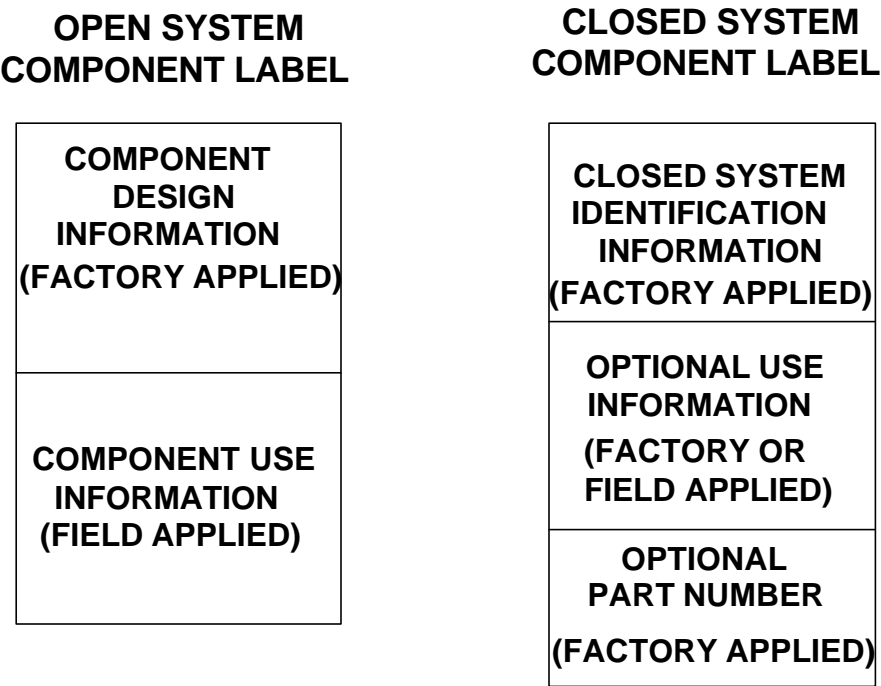 OPEN SYSTEM
COMPONENT LABEL
COMPONENT
DESIGN
INFORMATION
(FACTORY APPLIED)
COMPONENT USE
INFORMATION
(FIELD APPLIED)
CLOSED SYSTEM
COMPONENT LABEL
CLOSED SYSTEM
IDENTIFICATION
INFORMATION
(FACTORY APPLIED)
OPTIONAL USE
INFORMATION
(FACTORY OR
FIELD APPLIED)
OPTIONAL
PART NUMBER
(FACTORY APPLIED)